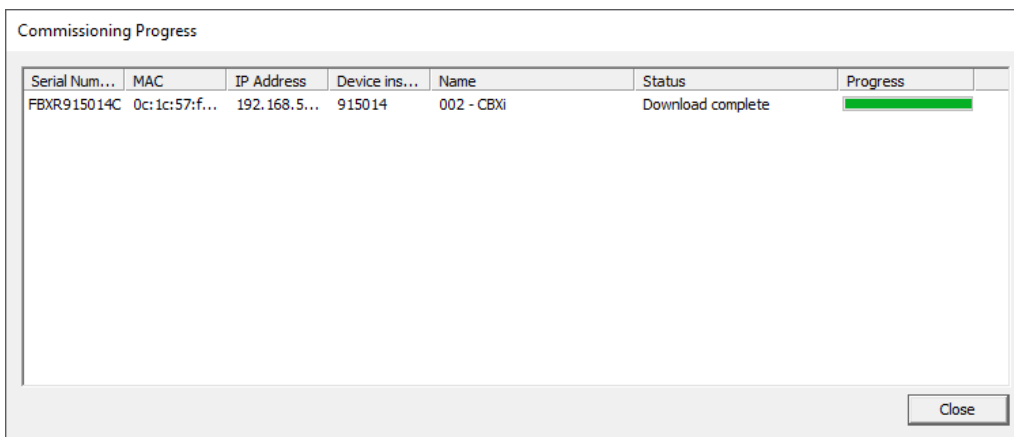 Commissioning Progress
Serial Num... MAC IP Address Device ins... Name Status Progress
FBXR915014C 0c:1c:57:f... 192.168.5... 915014 002 - CBXi Download complete
Close